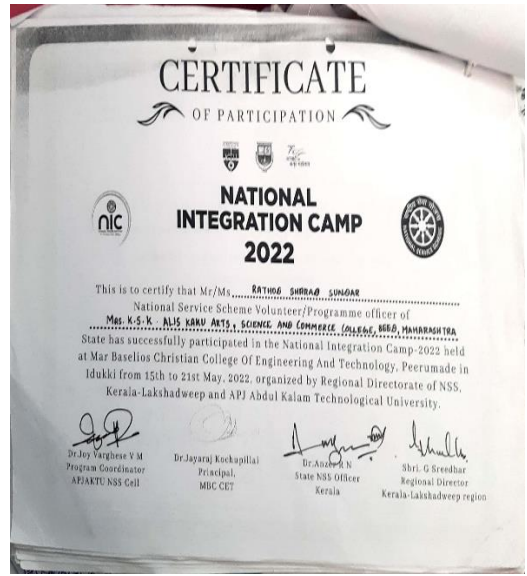 CERTIFICATE
OF PARTICIPATION
nic
NATIONAL
INTEGRATION CAMP
2022
This is to certify that Mr/Ms. RATHOD SHARAD SUNDAR
National Service Scheme Volunteer/Programme officer of
MRS. K.S.K. ALIS KAKU ARTS, SCIENCE AND COMMERCE COLLEGE, BEED, MAHARASHTRA
State has successfully participated in the National Integration Camp-2022 held
at Mar Baselios Christian College Of Engineering And Technology, Peerumade in
Idukki from 15th to 21st May, 2022, organized by Regional Directorate of NSS,
Kerala-Lakshadweep and APJ Abdul Kalam Technological University.
Dr.Joy Varghese V M
Program Coordinator
APJAKTU NSS Cell
Dr.Jayaraj Kochupillai
Principal,
MBC CET
Dr.Anzer R N
State NSS Officer
Kerala
Shri. G Sreedhar
Regional Director
Kerala-Lakshadweep region